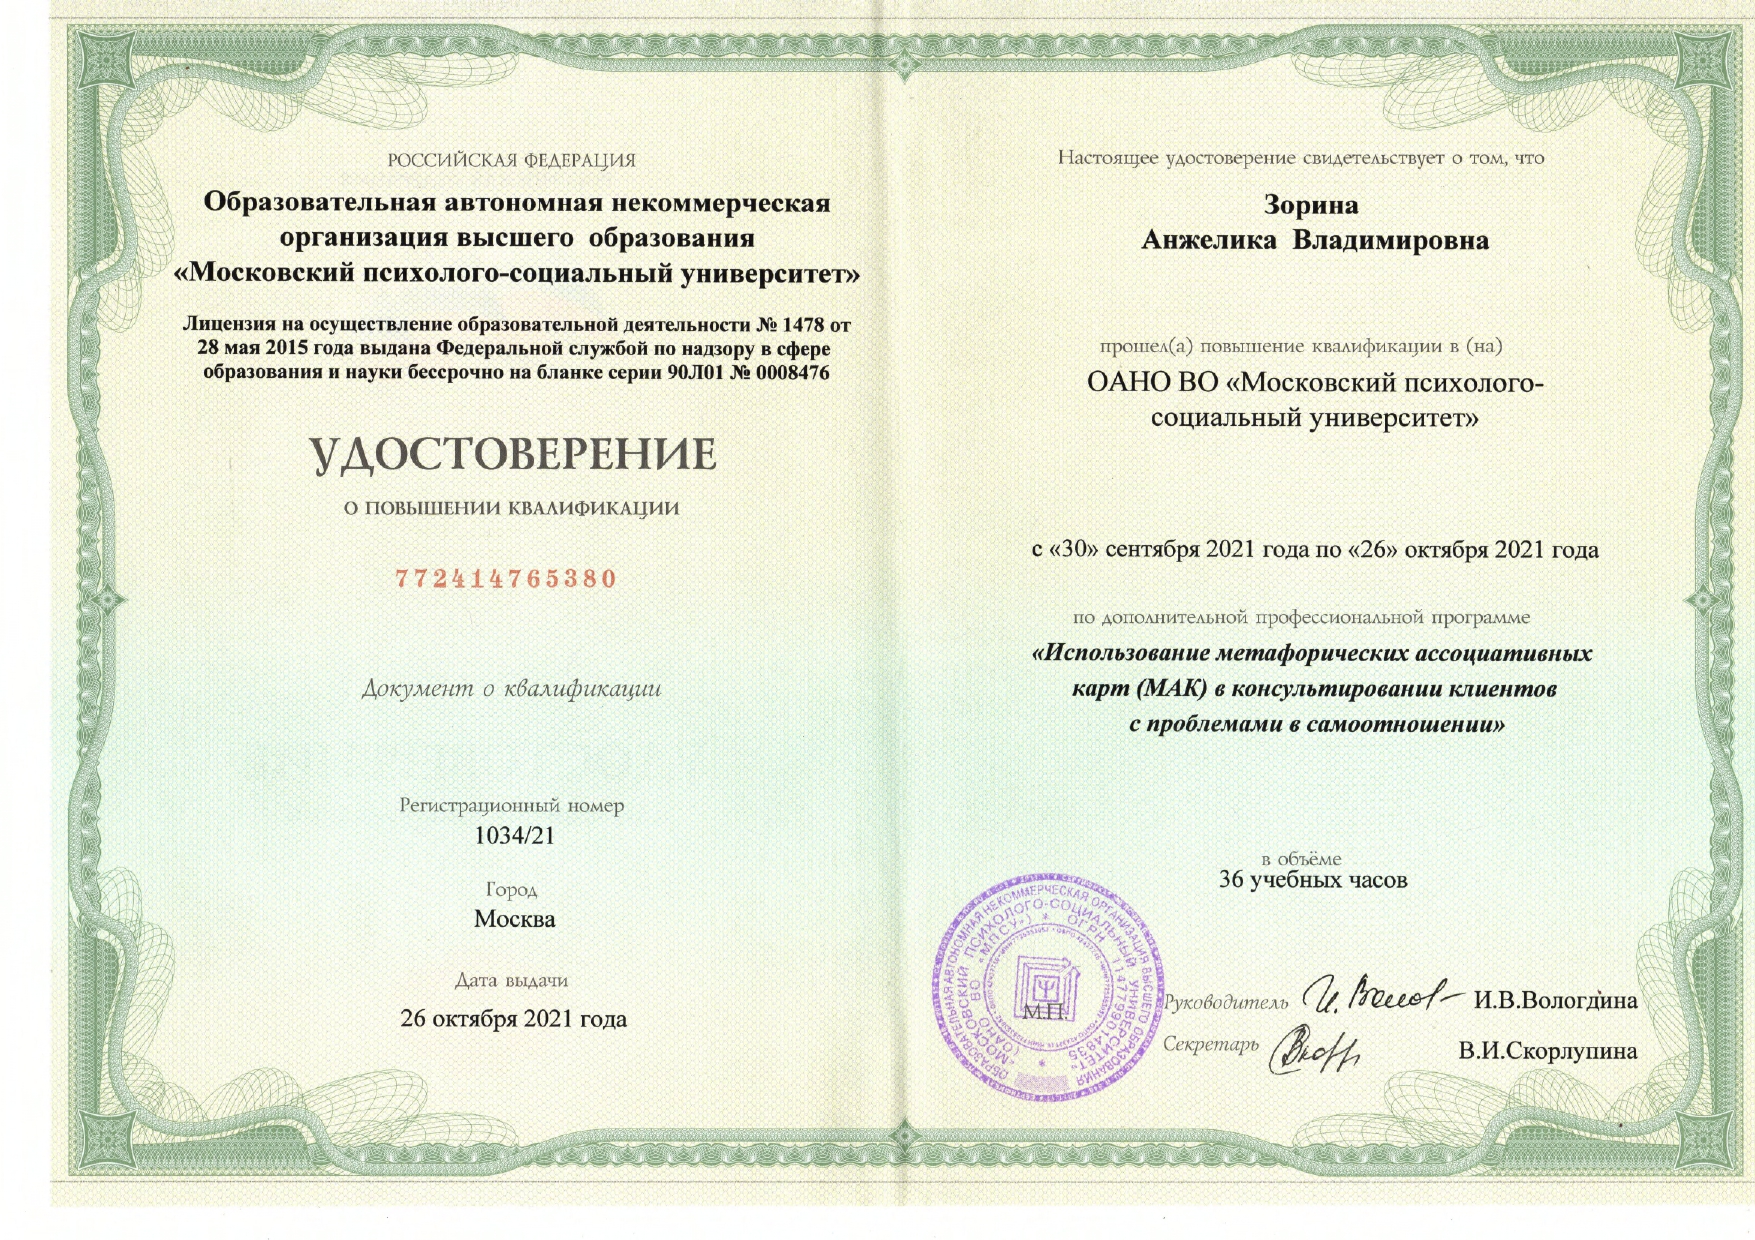 РОССИЙСКАЯ ФЕДЕРАЦИЯ
Образовательная автономная некоммерческая
организация высшего образования
«Московский психолого-социальный университет»
Лицензия на осуществление образовательной деятельности № 1478 от
28 мая 2015 года выдана Федеральной службой по надзору в сфере
образования и науки бессрочно на бланке серии 90Л01 № 0008476
УДОСТОВЕРЕНИЕ
О ПОВЫШЕНИИ КВАЛИФИКАЦИИ
772414765380
Документ о квалификации
Регистрационный номер
1034/21
Город
Москва
Дата выдачи
26 октября 2021 года
Настоящее удостоверение свидетельствует о том, что
Зорина
Анжелика Владимировна
прошел(а) повышение квалификации в (на)
ОАНО ВО «Московский психолого-
социальный университет»
с «30» сентября 2021 года по «26» октября 2021 года
по дополнительной профессиональной программе
«Использование метафорических ассоциативных
карт (МАК) в консультировании клиентов
с проблемами в самоотношении»
в объёме
36 учебных часов
ОБРАЗОВАТЕЛЬНАЯ АВТОНОМНАЯ НЕКОММЕРЧЕСКАЯ ОРГАНИЗАЦИЯ ВЫСШЕГО ОБРАЗОВАНИЯ
МОСКОВСКИЙ ПСИХОЛОГО-СОЦИАЛЬНЫЙ УНИВЕРСИТЕТ"
(ОАНО ВО «МПСУ») * ОГРН 1147799014835 *
М.П.
Руководитель И.В.Вологдина
Секретарь В.И.Скорлупина